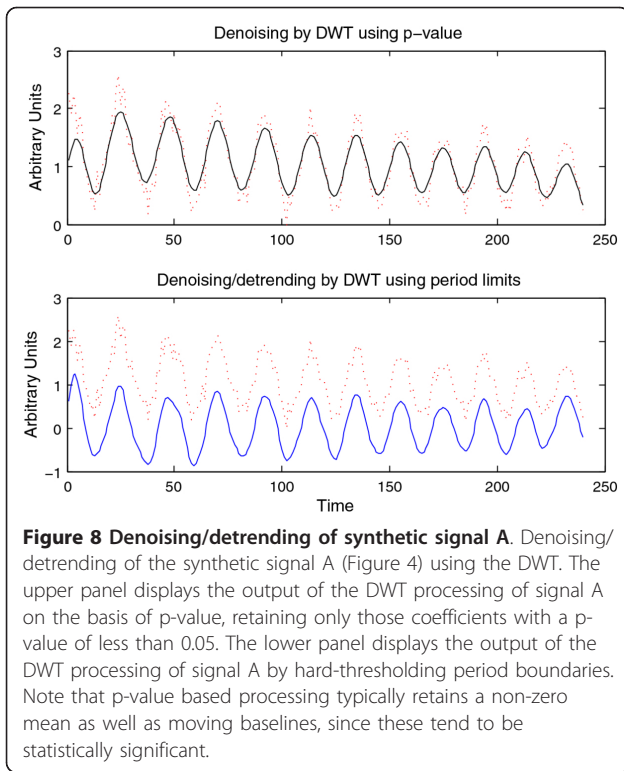 Denoising by DWT using p-value
Arbitrary Units
3
2
1
0
0 50 100 150 200 250
Denoising/detrending by DWT using period limits
Arbitrary Units
3
2
1
0
−1
0 50 100 150 200 250
Time
Figure 8 Denoising/detrending of synthetic signal A. Denoising/
detrending of the synthetic signal A (Figure 4) using the DWT. The
upper panel displays the output of the DWT processing of signal A
on the basis of p-value, retaining only those coefficients with a p-
value of less than 0.05. The lower panel displays the output of the
DWT processing of signal A by hard-thresholding period boundaries.
Note that p-value based processing typically retains a non-zero
mean as well as moving baselines, since these tend to be
statistically significant.